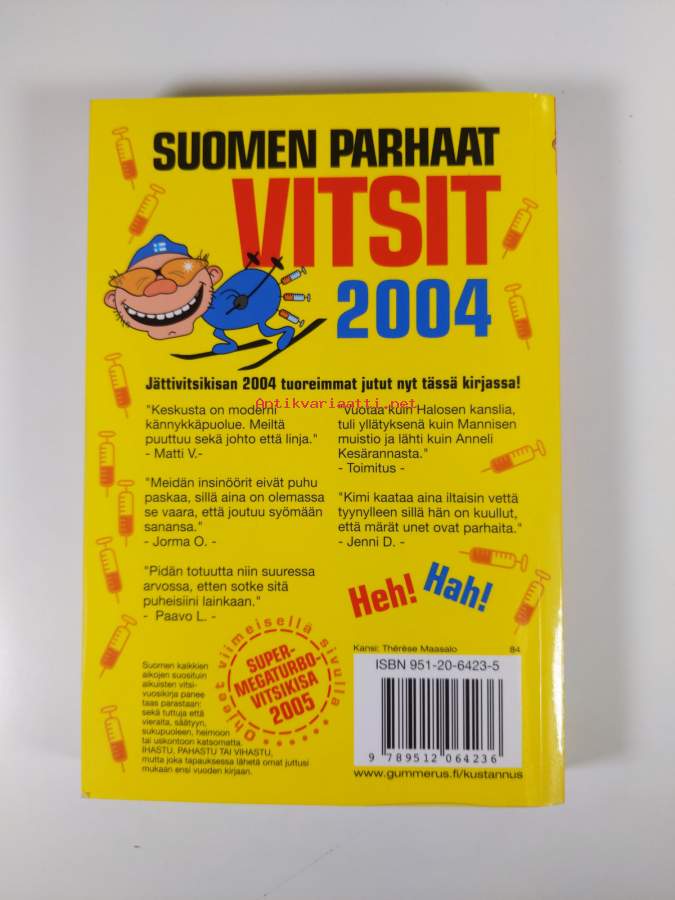 SUOMEN PARHAAT
VITSIT
2004
Jättivitsikisan 2004 tuoreimmat jutut nyt tässä kirjassa!
Antikvariaatti.net
"Keskusta on moderni
kännykkäpuolue. Meiltä
puuttuu sekä johto että linja."
- Matti V.-
"Meidän insinöörit eivät puhu
paskaa, sillä aina on olemassa
se vaara, että joutuu syömään
sanansa."
- Jorma O. -
"Pidän totuutta niin suuressa
arvossa, etten sotke sitä
puheisiini lainkaan."
- Paavo L. -
"Vuotaa kuin Halosen kanslia,
tuli yllätyksenä kuin Mannisen
muistio ja lähti kuin Anneli
Kesärannasta."
- Toimitus -
"Kimi kaataa aina iltaisin vettä
tyynylleen sillä hän on kuullut,
että märät unet ovat parhaita."
- Jenni D. -
Heh! Hah!
Suomen kaikkien
aikojen suosituin
aikuisten vitsi-
vuosikirja panee
taas parastaan:
sekä tuttuja että
vieraita, säätyyn,
sukupuoleen, heimoon
tai uskontoon katsomatta.
IHASTU, PAHASTU TAI VIHASTU,
mutta joka tapauksessa lähetä omat juttusi
mukaan ensi vuoden kirjaan.
Ohjeet viimeisellä sivulla
SUPER-
MEGATURBO-
VITSIKISA
2005
Kansi: Thérèse Maasalo 84
ISBN 951-20-6423-5
9 789512 064236
www.gummerus.fi/kustannus